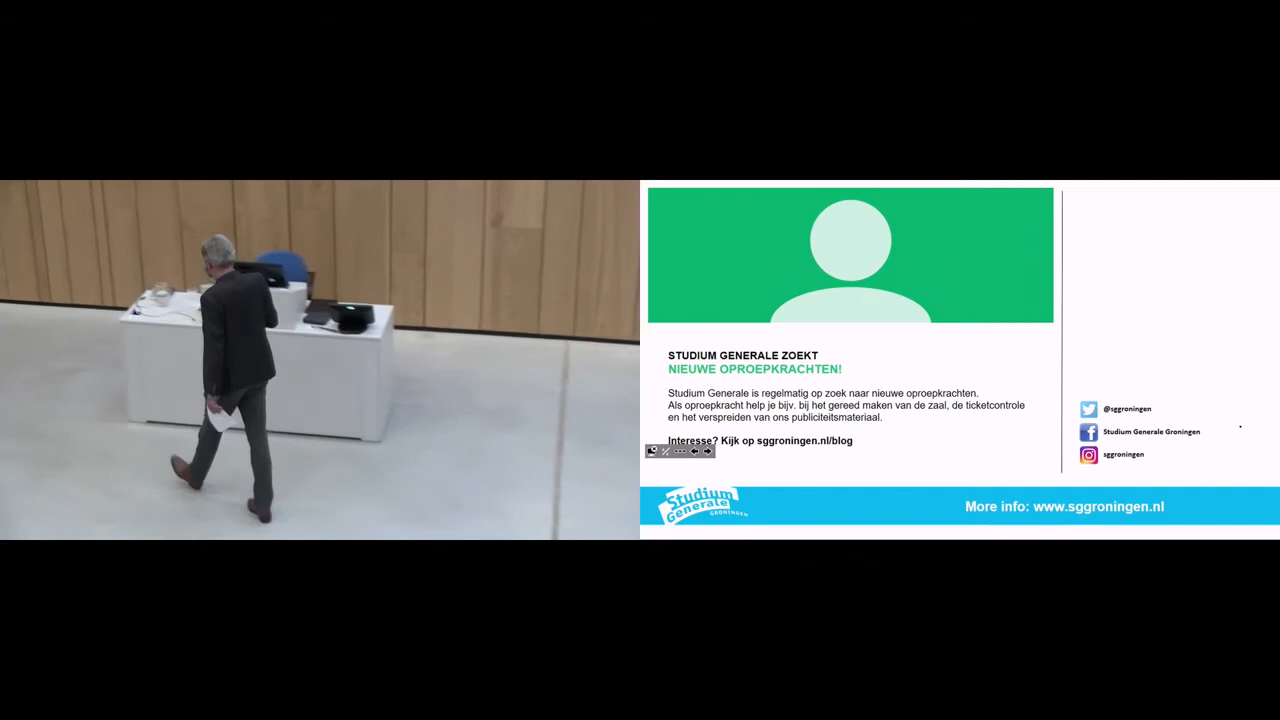 STUDIUM GENERALE ZOEKT
NIEUWE OPROEPKRACHTEN!
Studium Generale is regelmatig op zoek naar nieuwe oproepkrachten.
Als oproepkracht help je bijv. bij het gereed maken van de zaal, de ticketcontrole
en het verspreiden van ons publiciteitsmateriaal.
Interesse? Kijk op sggroningen.nl/blog
@sggroningen
Studium Generale Groningen
sggroningen
Studium
Generale
GRONINGEN
More info: www.sggroningen.nl